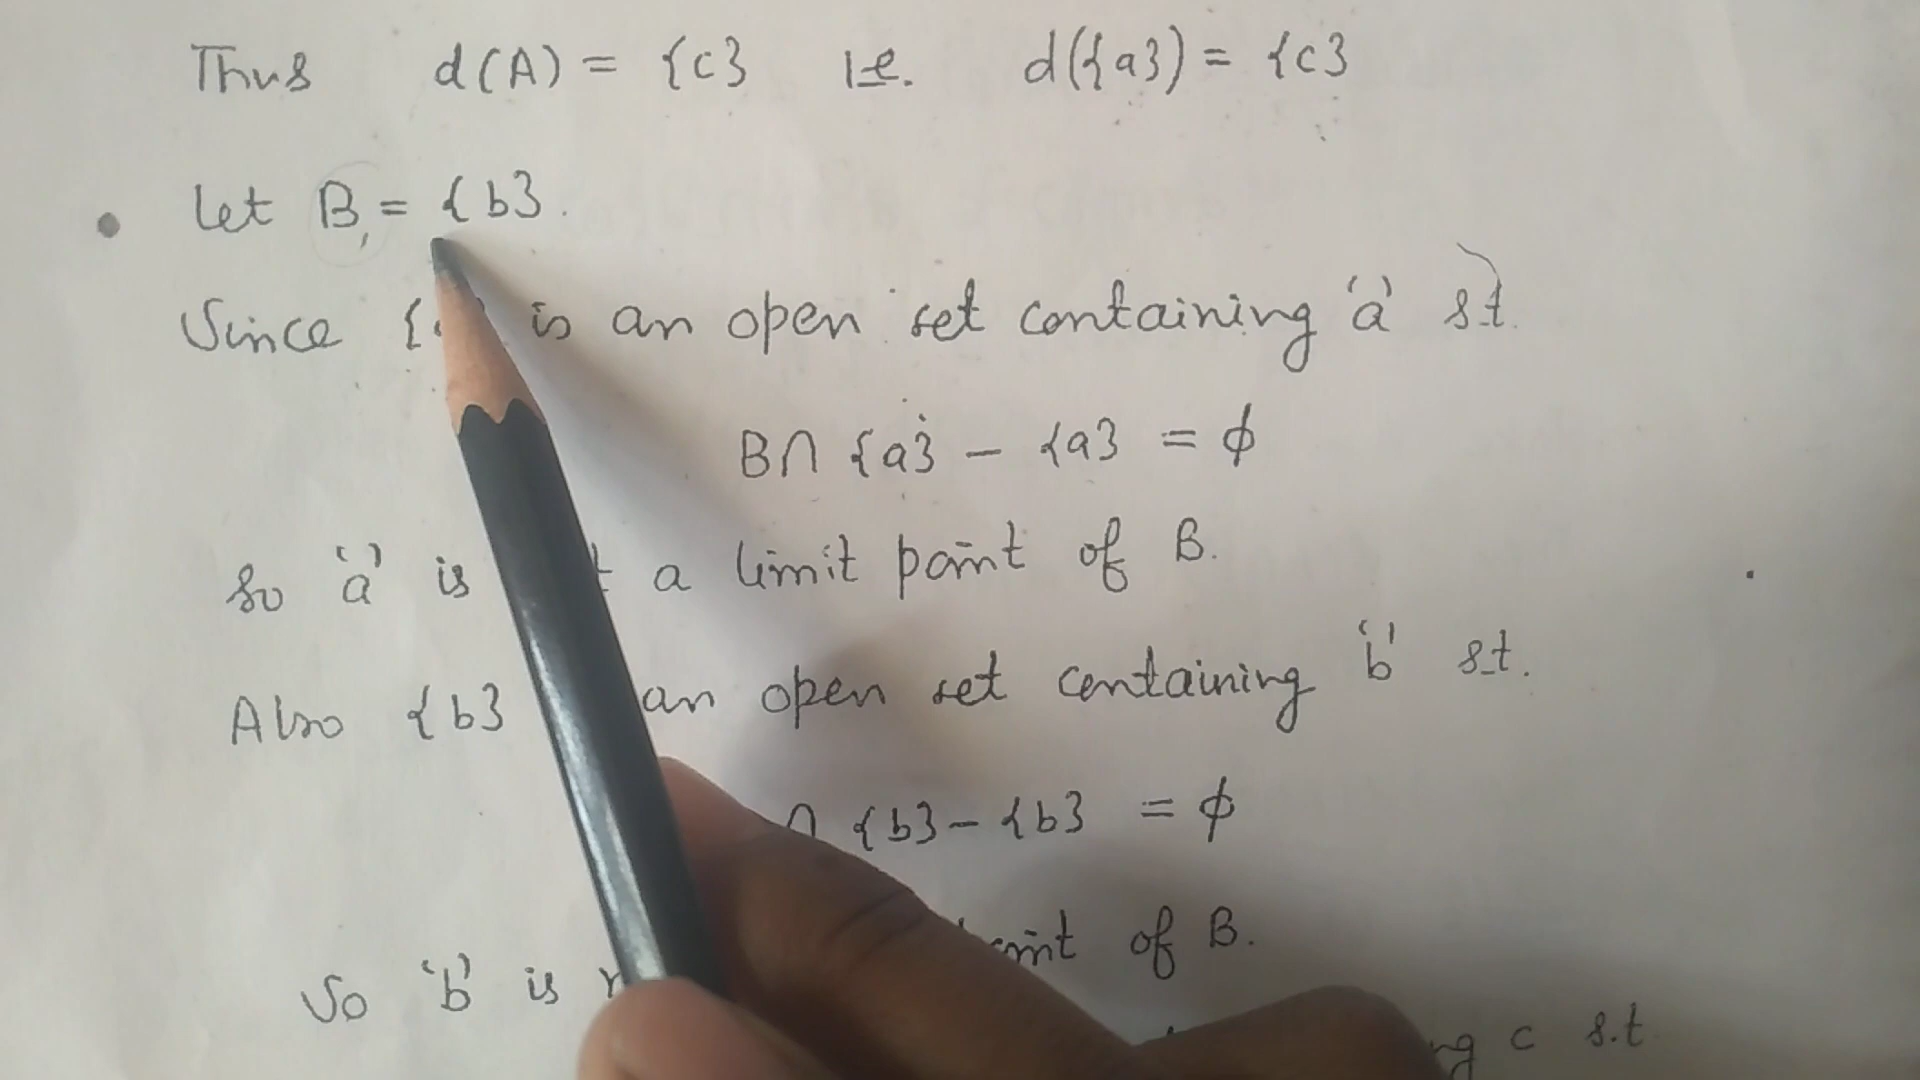 Thus d(A) = {c} i.e. d({a}) = {c}
• Let B, = {b}.
Since is an open set containing 'a' s.t.
B∩ {a} - {a} = ϕ
So 'a' is a limit point of B.
Also {b} an open set containing 'b' s.t.
∩ {b} - {b} = ϕ
So 'b' is of B.
c s.t